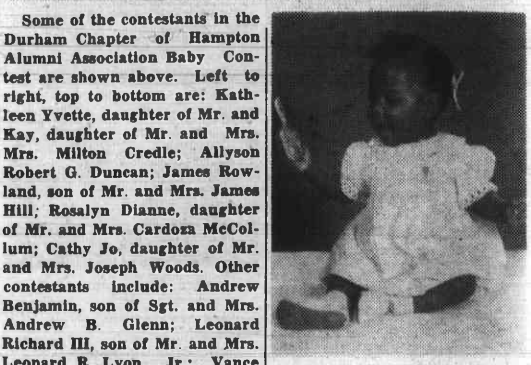 Some of the contestants in the
Durham Chapter of Hampton
Alumni Association Baby Con-
test are shown above. Left to
right, top to bottom are: Kath-
leen Yvette, daughter of Mr. and
Kay, daughter of Mr. and Mrs.
Mrs. Milton Credle; Allyson
Robert G. Duncan; James Row-
land, son of Mr. and Mrs. James
Hill; Rosalyn Dianne, daughter
of Mr. and Mrs. Cardoza McCol-
lum; Cathy Jo, daughter of Mr.
and Mrs. Joseph Woods. Other
contestants include: Andrew
Benjamin, son of Sgt. and Mrs.
Andrew B. Glenn; Leonard
Richard III, son of Mr. and Mrs.
Leonard R. Lyon, Jr.; Vance